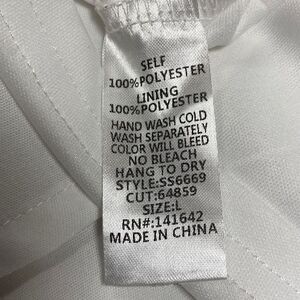 SELF
100%POLYESTER
LINING
100%POLYESTER
HAND WASH COLD
WASH SEPARATELY
COLOR WILL BLEED
NO BLEACH
HANG TO DRY
STYLE:SS6669
CUT:64859
SIZE:L
RN#:141642
MADE IN CHINA